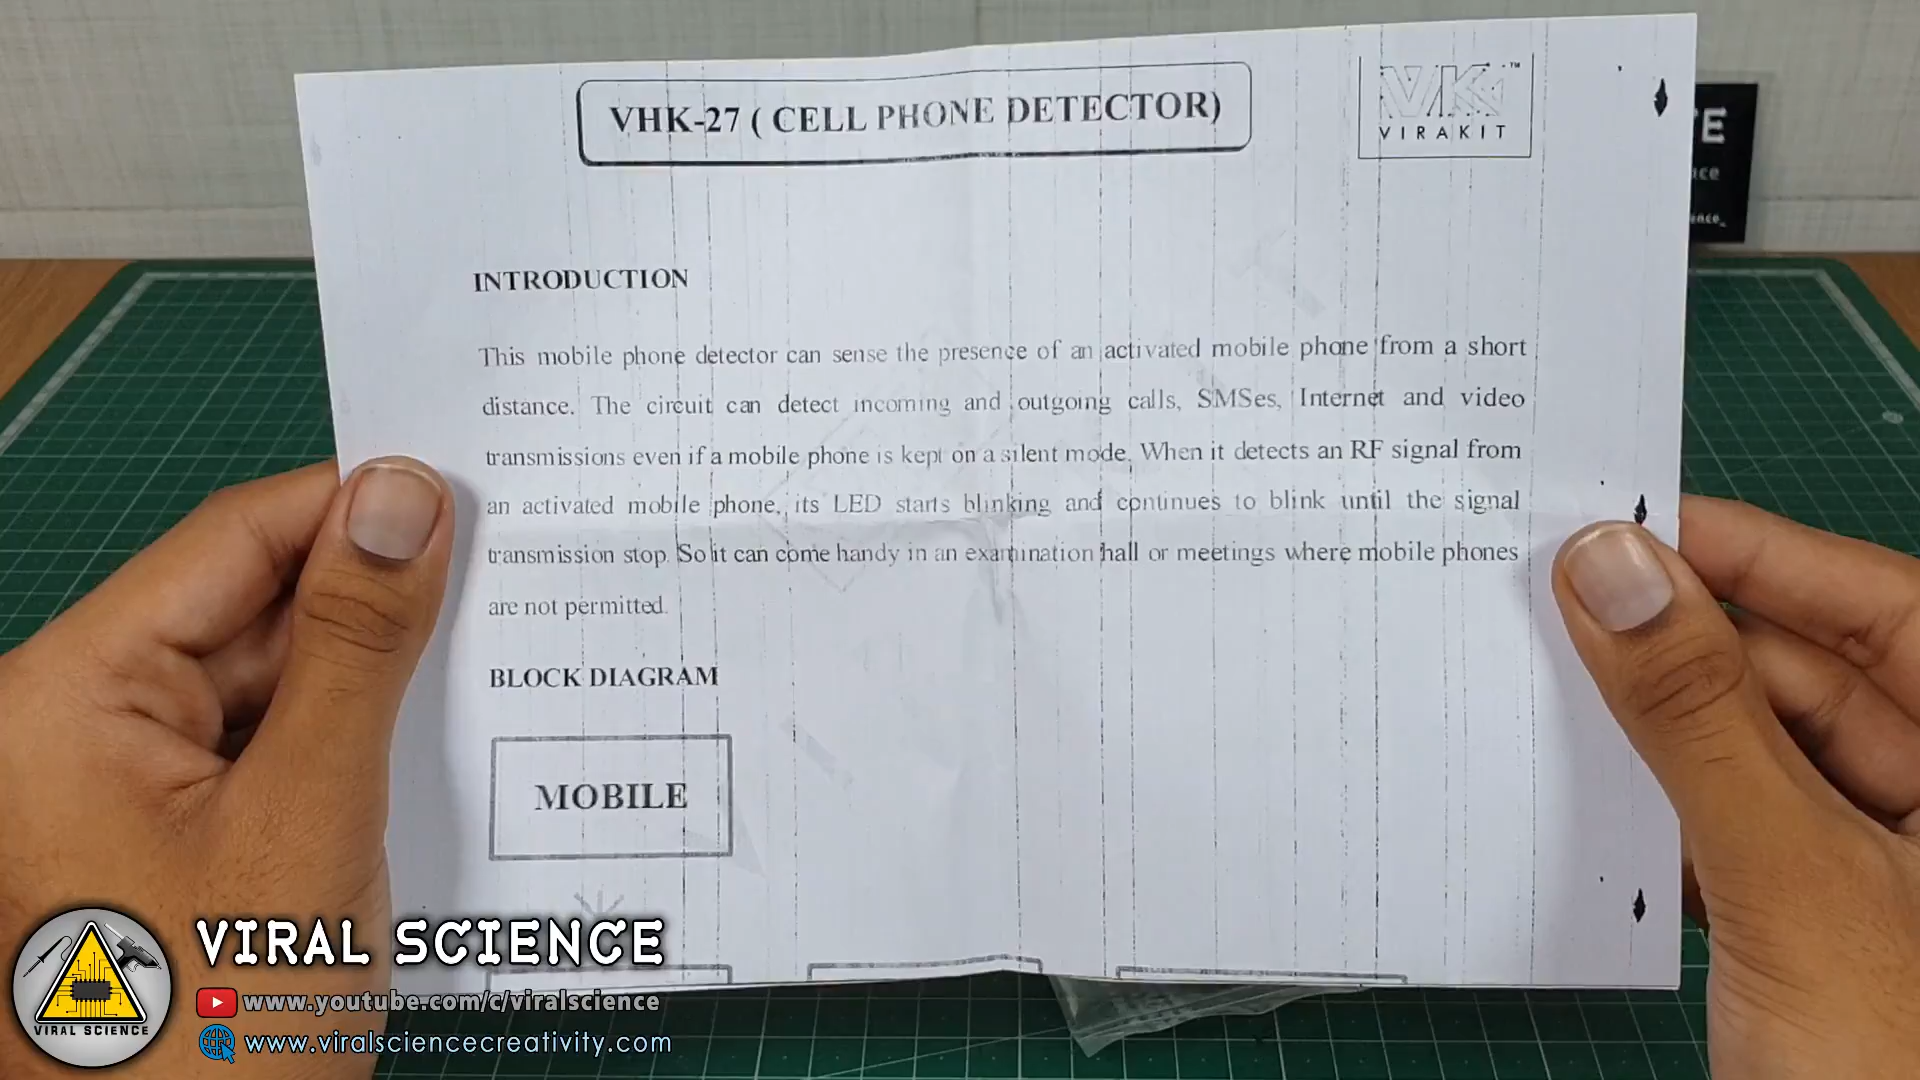 VHK-27 ( CELL PHONE DETECTOR)
VK
TM
VIRAKIT
TE
nce
ence_
INTRODUCTION
This mobile phone detector can sense the presence of an activated mobile phone from a short
distance. The circuit can detect incoming and outgoing calls, SMSes, Internet and video
transmissions even if a mobile phone is kept on a silent mode. When it detects an RF signal from
an activated mobile phone, its LED starts blinking and continues to blink until the signal
transmission stop. So it can come handy in an examination hall or meetings where mobile phones
are not permitted.
BLOCK DIAGRAM
MOBILE
VIRAL SCIENCE
VIRAL SCIENCE
www.youtube.com/c/viralscience
www.viralsciencecreativity.com